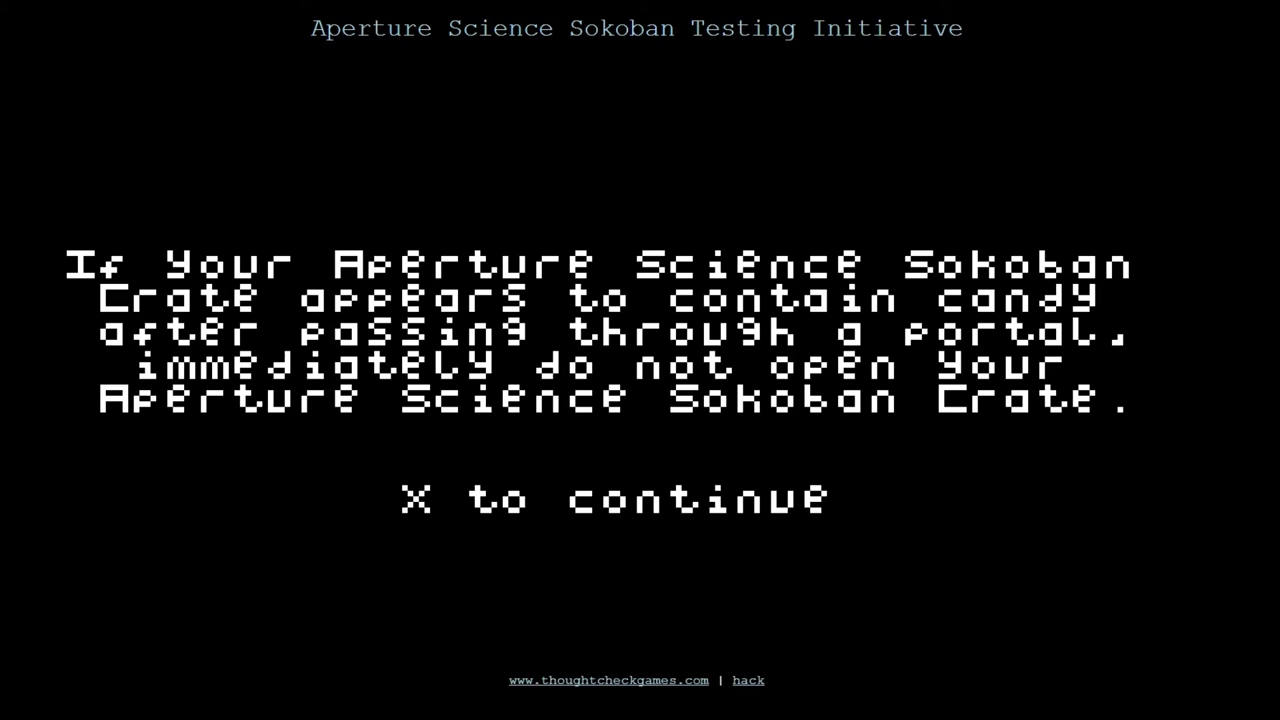 Aperture Science Sokoban Testing Initiative
If Your Aperture Science Sokoban
Crate appears to contain candy
after passing through a portal,
immediately do not open Your
Aperture Science Sokoban Crate.
X to continue
www.thoughtcheckgames.com | hack